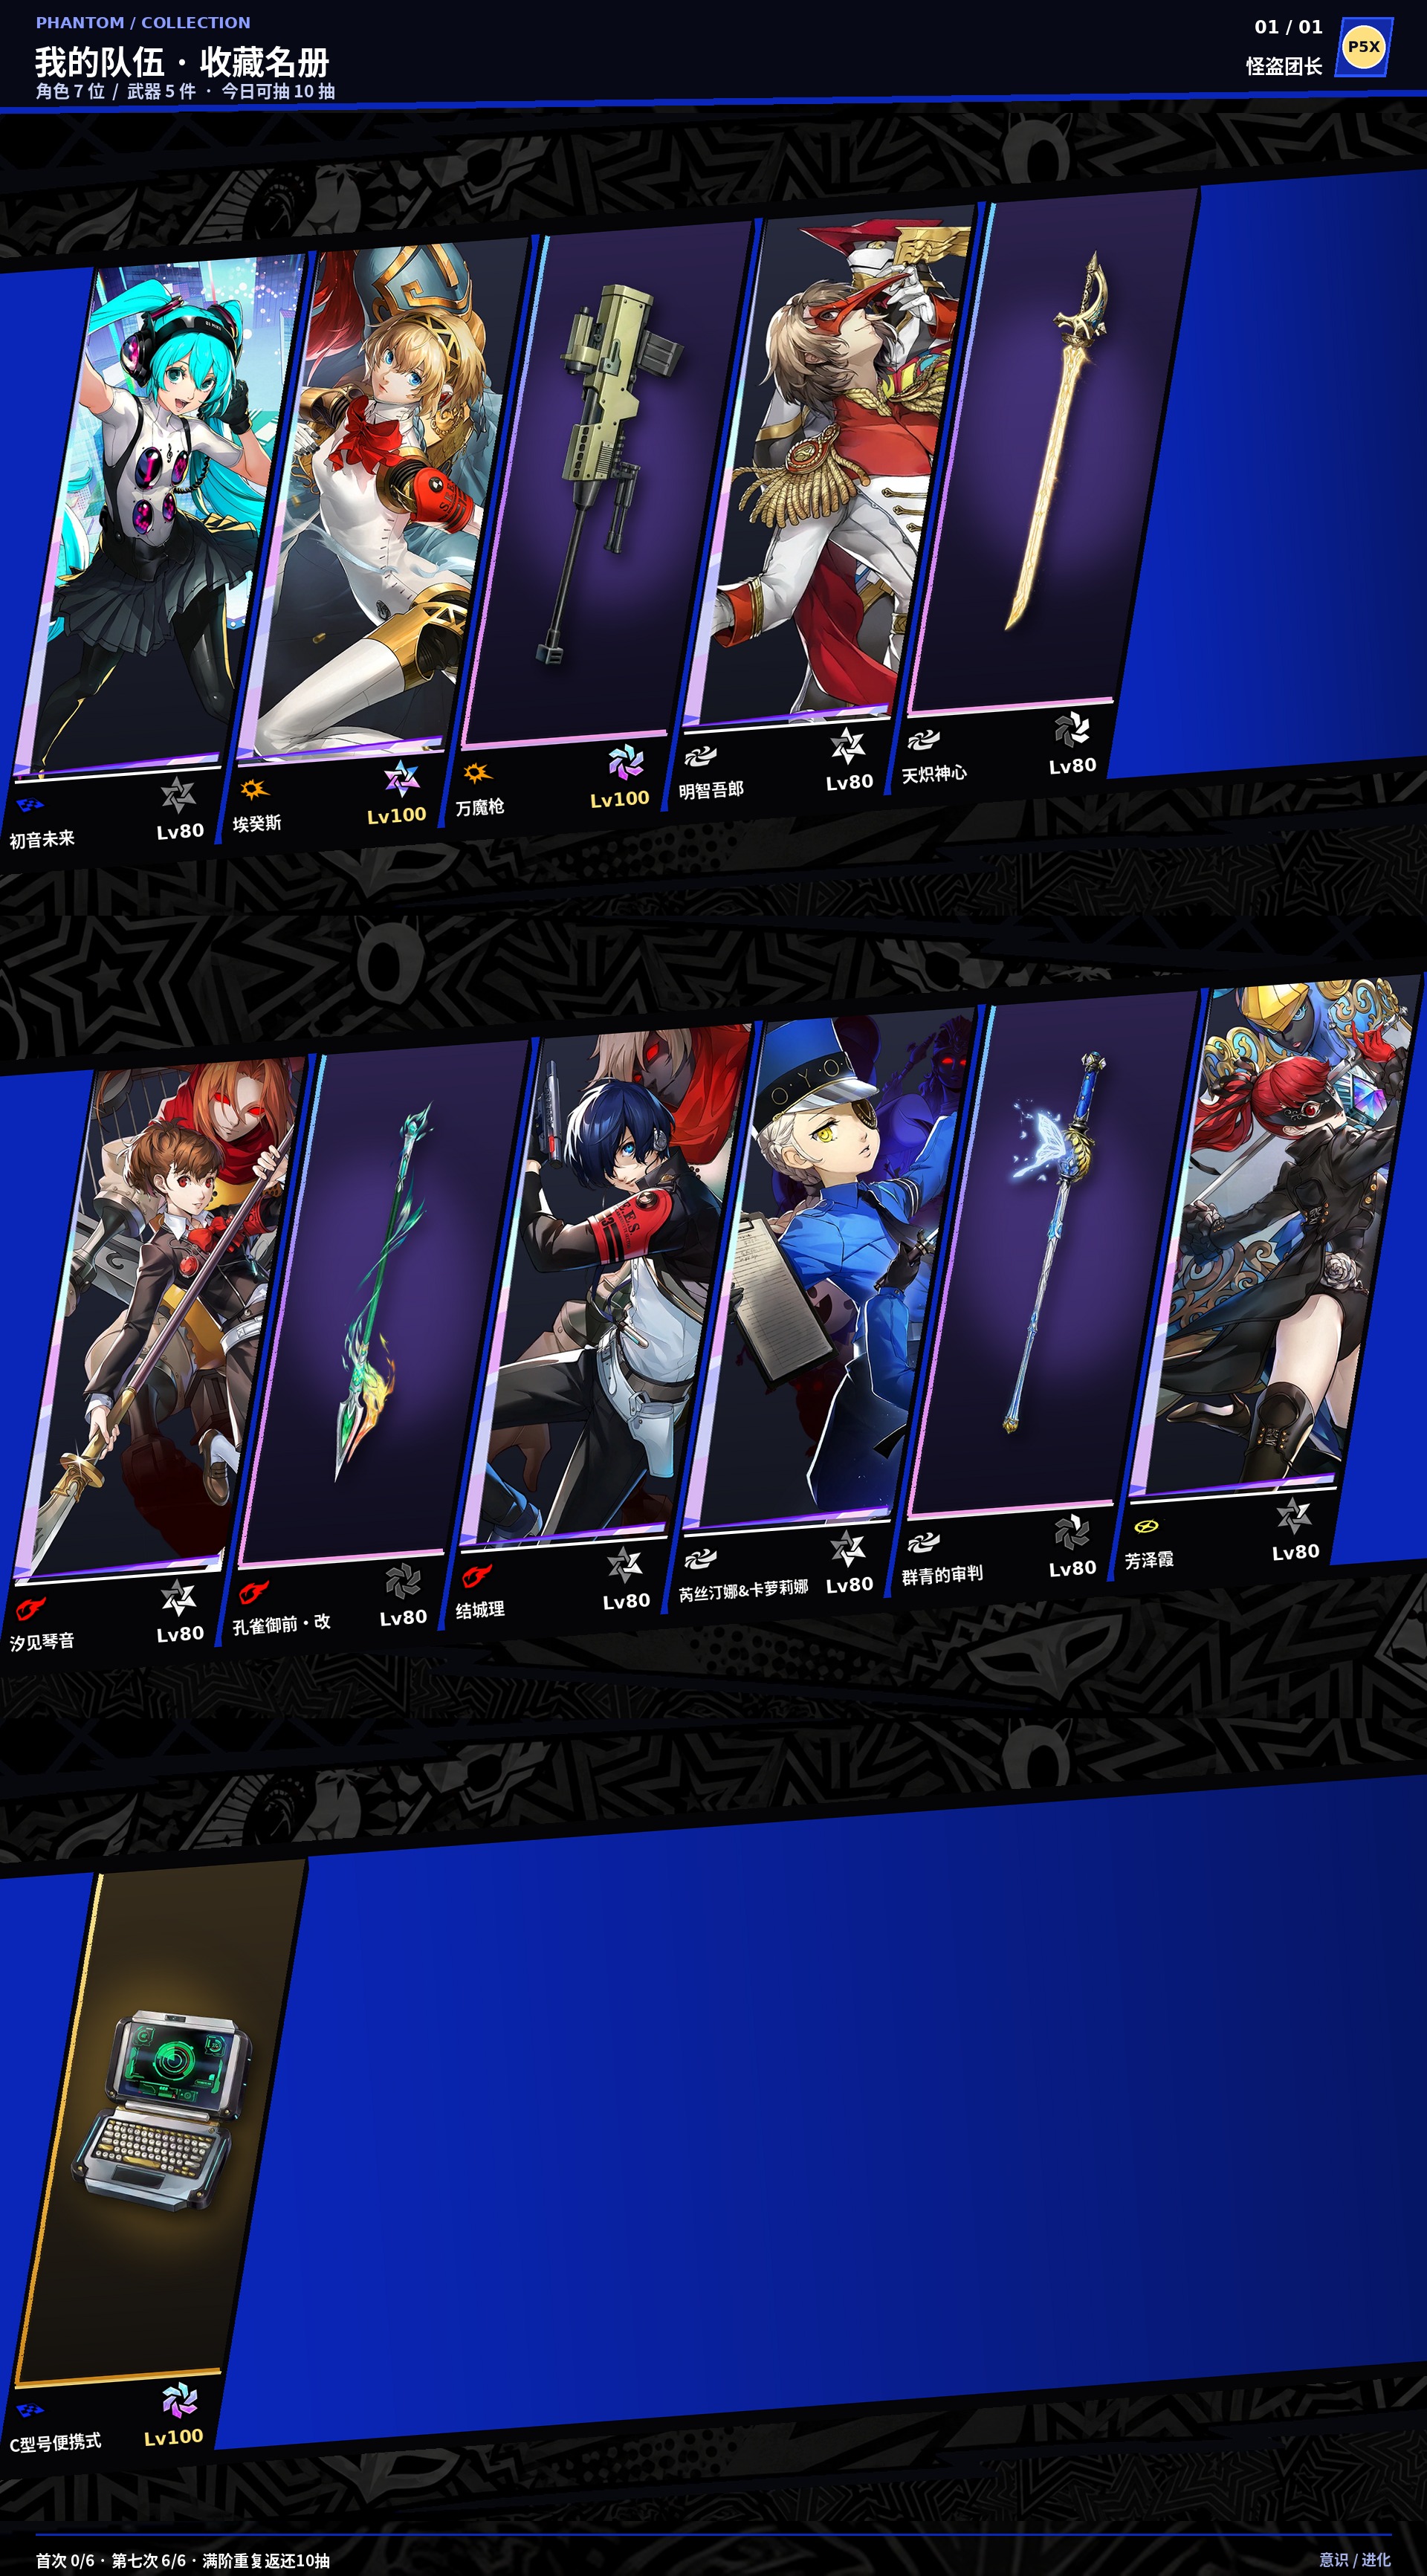 PHANTOM / COLLECTION
我的队伍 · 收藏名册
角色 7 位 / 武器 5 件 · 今日可抽 10 抽
01 / 01
怪盗团长
P5X
初音未来 Lv80
埃癸斯 Lv100
万魔枪 Lv100
明智吾郎 Lv80
天炽神心 Lv80
O·Y·O
汐见琴音 Lv80
孔雀御前·改 Lv80
结城理 Lv80
芮丝汀娜&卡萝莉娜 Lv80
群青的审判 Lv80
芳泽霞 Lv80
C型号便携式 Lv100
首次 0/6 · 第七次 6/6 · 满阶重复返还10抽
意识 / 进化